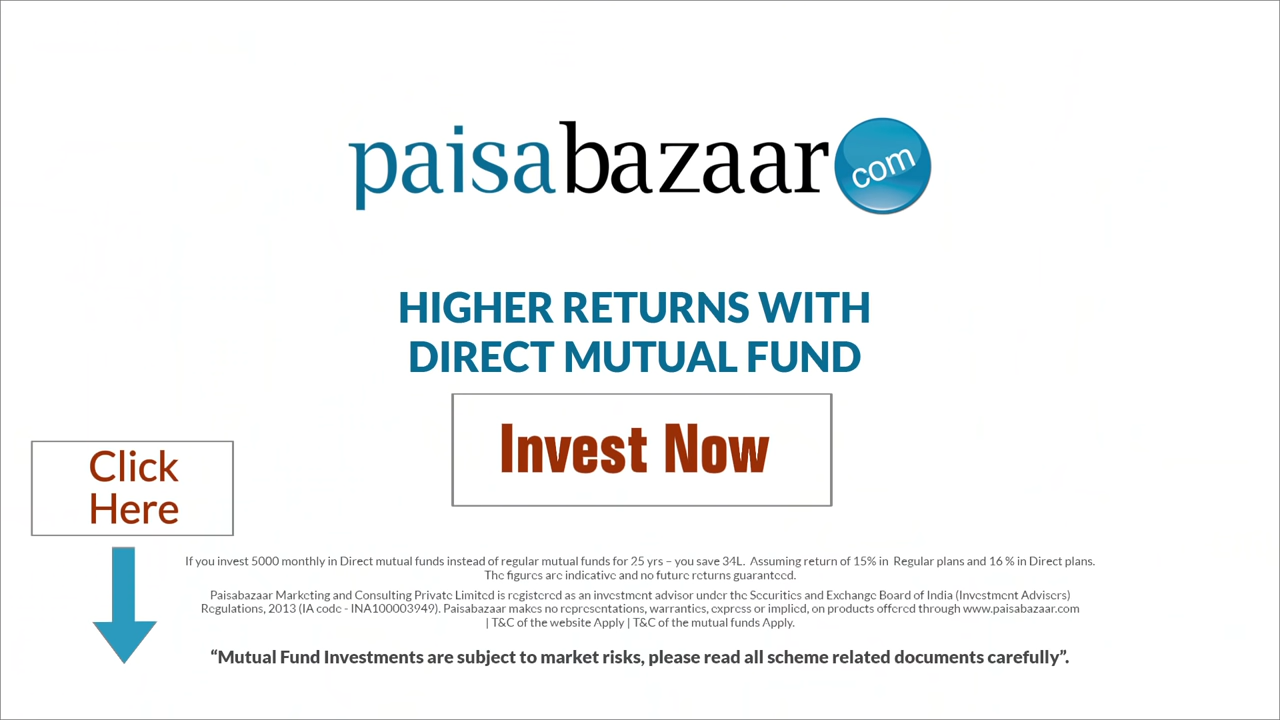 paisabazaar com
HIGHER RETURNS WITH
DIRECT MUTUAL FUND
Invest Now
Click
Here
If you invest 5000 monthly in Direct mutual funds instead of regular mutual funds for 25 yrs – you save 34L. Assuming return of 15% in Regular plans and 16 % in Direct plans.
The figures are indicative and no future returns guaranteed.
Paisabazaar Marketing and Consulting Private Limited is registered as an investment advisor under the Securities and Exchange Board of India (Investment Advisers)
Regulations, 2013 (IA code - INA100003949). Paisabazaar makes no representations, warranties, express or implied, on products offered through www.paisabazaar.com
| T&C of the website Apply | T&C of the mutual funds Apply.
“Mutual Fund Investments are subject to market risks, please read all scheme related documents carefully”.